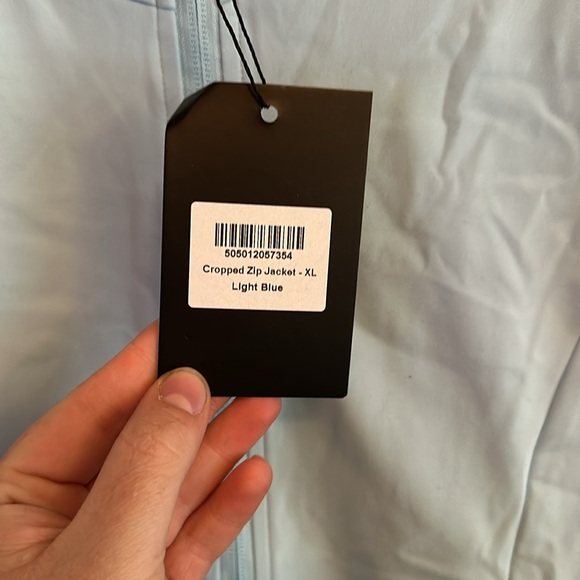 505012057354
Cropped Zip Jacket - XL
Light Blue